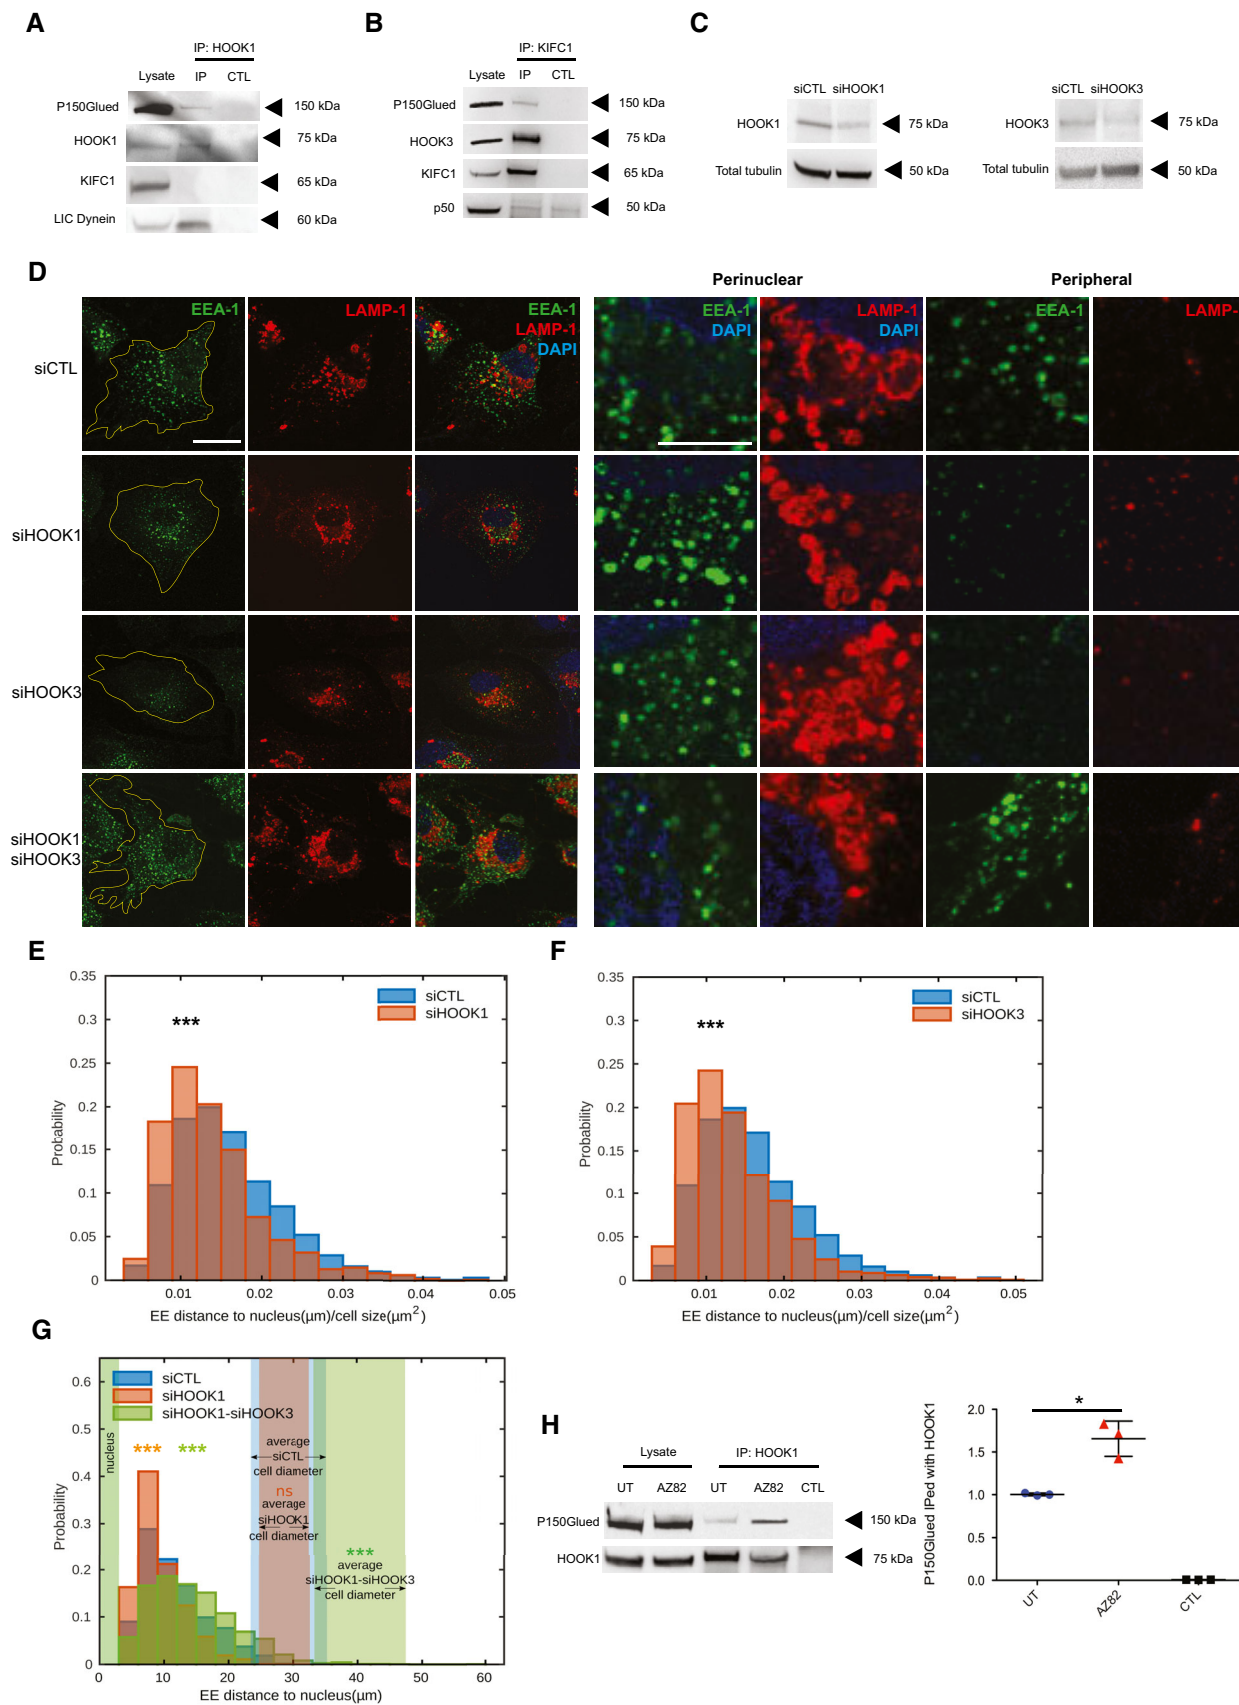 A
IP: HOOK1
Lysate IP CTL
P150Glued 150 kDa
HOOK1 75 kDa
KIFC1 65 kDa
LIC Dynein 60 kDa
B
IP: KIFC1
Lysate IP CTL
P150Glued 150 kDa
HOOK3 75 kDa
KIFC1 65 kDa
p50 50 kDa
C
siCTL siHOOK1
HOOK1 75 kDa
Total tubulin 50 kDa
siCTL siHOOK3
HOOK3 75 kDa
Total tubulin 50 kDa
D
Perinuclear Peripheral
EEA-1 LAMP-1 EEA-1 LAMP-1 DAPI
EEA-1 DAPI LAMP-1 DAPI EEA-1 LAMP-
siCTL
siHOOK1
siHOOK3
siHOOK1
siHOOK3
E
0.35
0.3
0.25
0.2
0.15
0.1
0.05
0
Probability
***
siCTL
siHOOK1
0.01 0.02 0.03 0.04 0.05
EE distance to nucleus(µm)/cell size(µm²)
F
0.35
0.3
0.25
0.2
0.15
0.1
0.05
0
Probability
***
siCTL
siHOOK3
0.01 0.02 0.03 0.04 0.05
EE distance to nucleus(µm)/cell size(µm²)
G
0.6
0.5
0.4
0.3
0.2
0.1
0
Probability
siCTL
siHOOK1
siHOOK1-siHOOK3
nucleus
*** ***
average
siCTL
cell diameter
ns
average
siHOOK1
cell diameter
***
average
siHOOK1-siHOOK3
cell diameter
0 10 20 30 40 50 60
EE distance to nucleus(µm)
H
Lysate IP: HOOK1
UT AZ82 UT AZ82 CTL
P150Glued 150 kDa
HOOK1 75 kDa
P150Glued IPed with HOOK1
2.0
1.5
1.0
0.5
0.0
*
UT AZ82 CTL